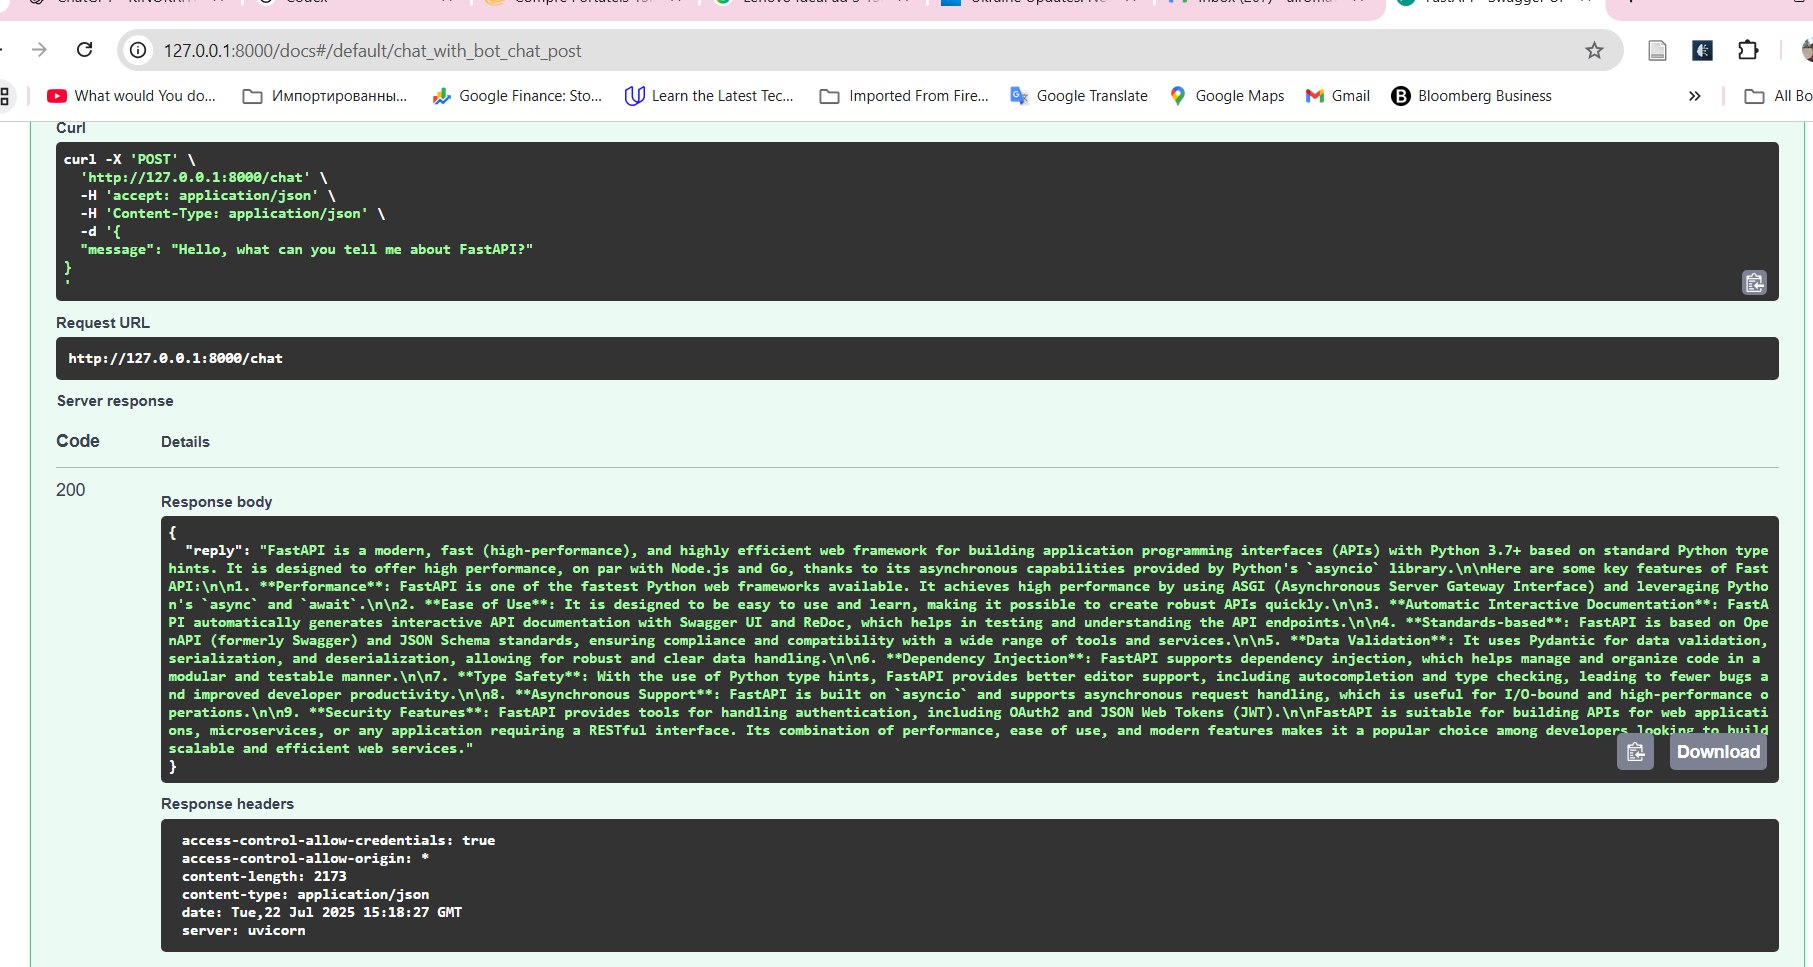 127.0.0.1:8000/docs#/default/chat_with_bot_chat_post
What would You do... Импортированны... Google Finance: Sto... Learn the Latest Tec... Imported From Fire... Google Translate Google Maps Gmail Bloomberg Business » All Bo
Curl
curl -X 'POST' \
'http://127.0.0.1:8000/chat' \
-H 'accept: application/json' \
-H 'Content-Type: application/json' \
-d '{
"message": "Hello, what can you tell me about FastAPI?"
}
'
Request URL
http://127.0.0.1:8000/chat
Server response
Code Details
200
Response body
{
"reply": "FastAPI is a modern, fast (high-performance), and highly efficient web framework for building application programming interfaces (APIs) with Python 3.7+ based on standard Python type
hints. It is designed to offer high performance, on par with Node.js and Go, thanks to its asynchronous capabilities provided by Python's `asyncio` library.\n\nHere are some key features of Fast
API:\n\n1. **Performance**: FastAPI is one of the fastest Python web frameworks available. It achieves high performance by using ASGI (Asynchronous Server Gateway Interface) and leveraging Pytho
n's `async` and `await`.\n\n2. **Ease of Use**: It is designed to be easy to use and learn, making it possible to create robust APIs quickly.\n\n3. **Automatic Interactive Documentation**: FastA
PI automatically generates interactive API documentation with Swagger UI and ReDoc, which helps in testing and understanding the API endpoints.\n\n4. **Standards-based**: FastAPI is based on Ope
nAPI (formerly Swagger) and JSON Schema standards, ensuring compliance and compatibility with a wide range of tools and services.\n\n5. **Data Validation**: It uses Pydantic for data validation,
serialization, and deserialization, allowing for robust and clear data handling.\n\n6. **Dependency Injection**: FastAPI supports dependency injection, which helps manage and organize code in a
modular and testable manner.\n\n7. **Type Safety**: With the use of Python type hints, FastAPI provides better editor support, including autocompletion and type checking, leading to fewer bugs a
nd improved developer productivity.\n\n8. **Asynchronous Support**: FastAPI is built on `asyncio` and supports asynchronous request handling, which is useful for I/O-bound and high-performance o
perations.\n\n9. **Security Features**: FastAPI provides tools for handling authentication, including OAuth2 and JSON Web Tokens (JWT).\n\nFastAPI is suitable for building APIs for web applicati
ons, microservices, or any application requiring a RESTful interface. Its combination of performance, ease of use, and modern features makes it a popular choice among developers looking to build
scalable and efficient web services."
}
Download
Response headers
access-control-allow-credentials: true
access-control-allow-origin: *
content-length: 2173
content-type: application/json
date: Tue,22 Jul 2025 15:18:27 GMT
server: uvicorn